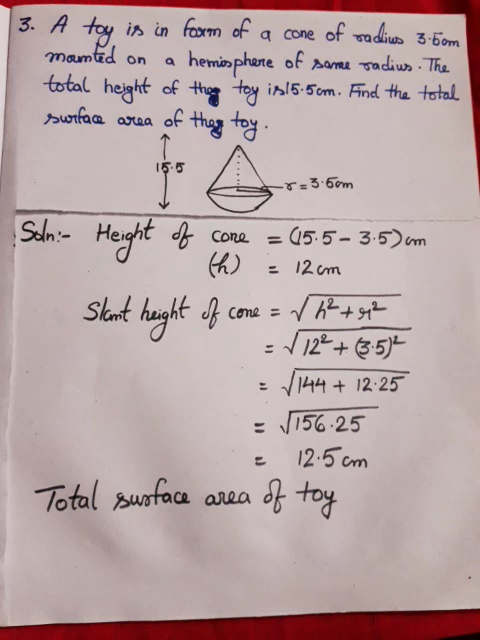 3. A toy is in form of a cone of radius 3.5cm
mounted on a hemisphere of same radius. The
total height of the toy is 15.5cm. Find the total
surface area of the toy.
15.5
r = 3.5cm
Soln:- Height of cone = (15.5 - 3.5) cm
(h) = 12 cm
Slant height of cone = √h² + r²
= √12² + (3.5)²
= √144 + 12.25
= √156.25
= 12.5 cm
Total surface area of toy